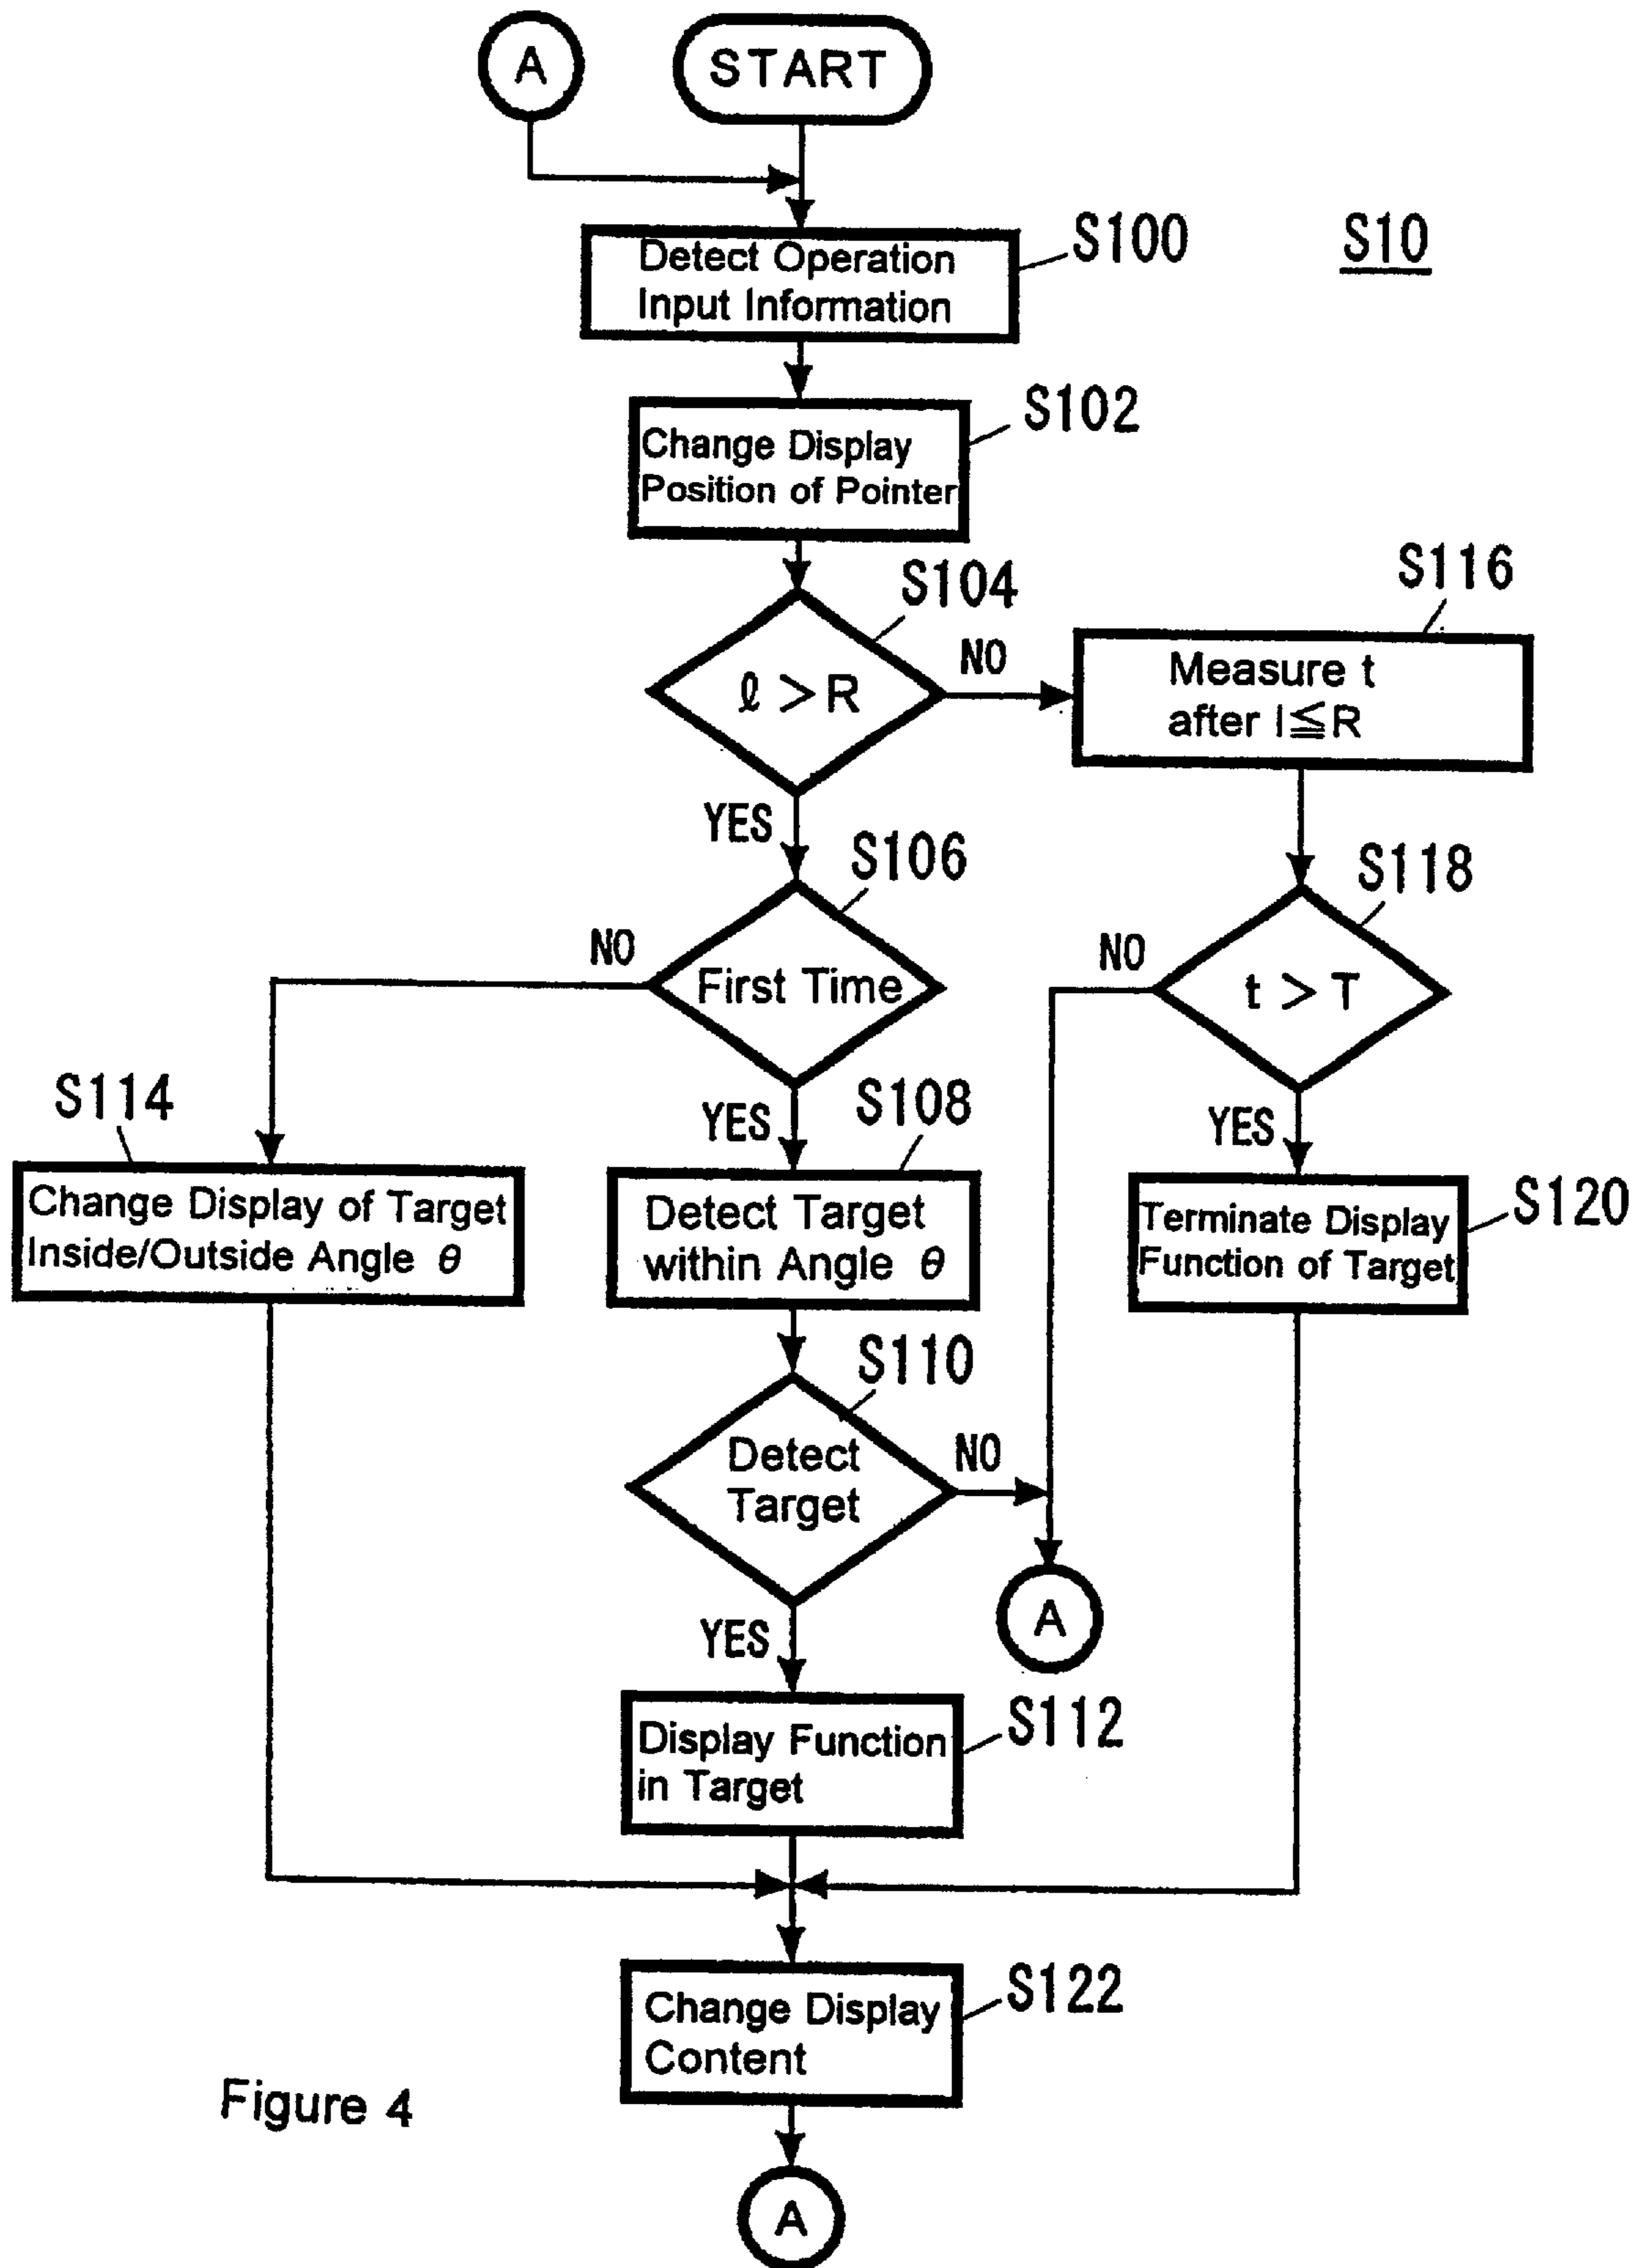 A
START
S100
S10
Detect Operation
Input Information
S102
Change Display
Position of Pointer
S104
S116
ℓ > R
NO
Measure t
after l≦R
YES
S106
S118
NO
First Time
NO
t > T
S114
YES
S108
YES
S120
Change Display of Target
Inside/Outside Angle θ
Detect Target
within Angle θ
Terminate Display
Function of Target
S110
Detect
Target
NO
A
YES
S112
Display Function
in Target
S122
Change Display
Content
Figure 4
A